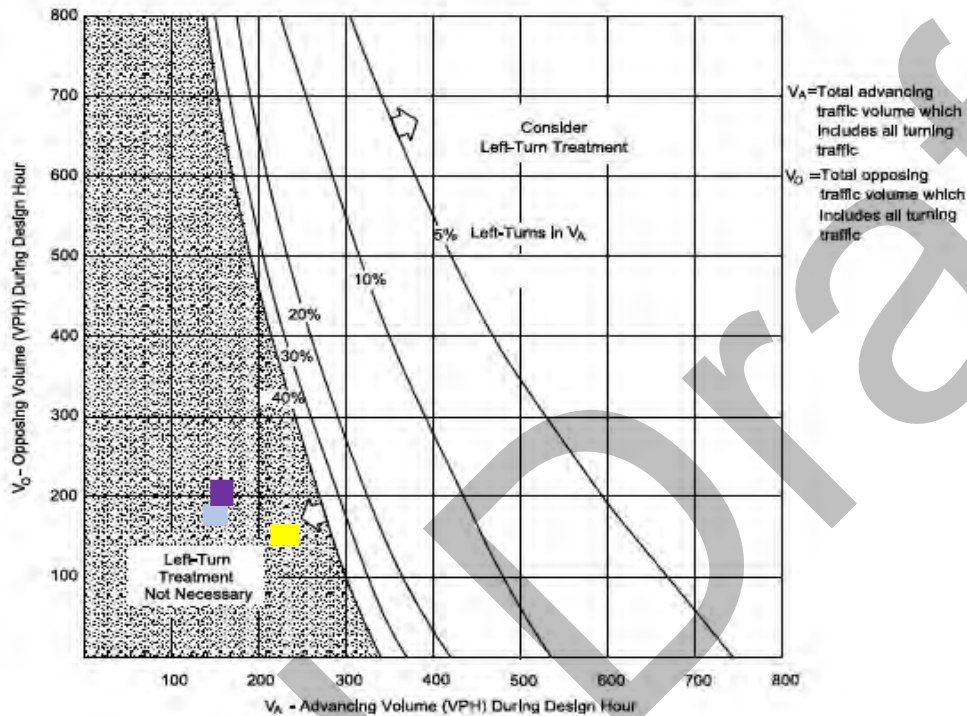 800
700
600
500
400
300
200
100
V_O - Opposing Volume (VPH) During Design Hour
Consider
Left-Turn Treatment
5%
Left-Turns in V_A
10%
20%
30%
40%
Left-Turn
Treatment
Not Necessary
100
200
300
400
500
600
700
800
V_A - Advancing Volume (VPH) During Design Hour
V_A=Total advancing
traffic volume which
includes all turning
traffic
V_O =Total opposing
traffic volume which
includes all turning
traffic
Draf